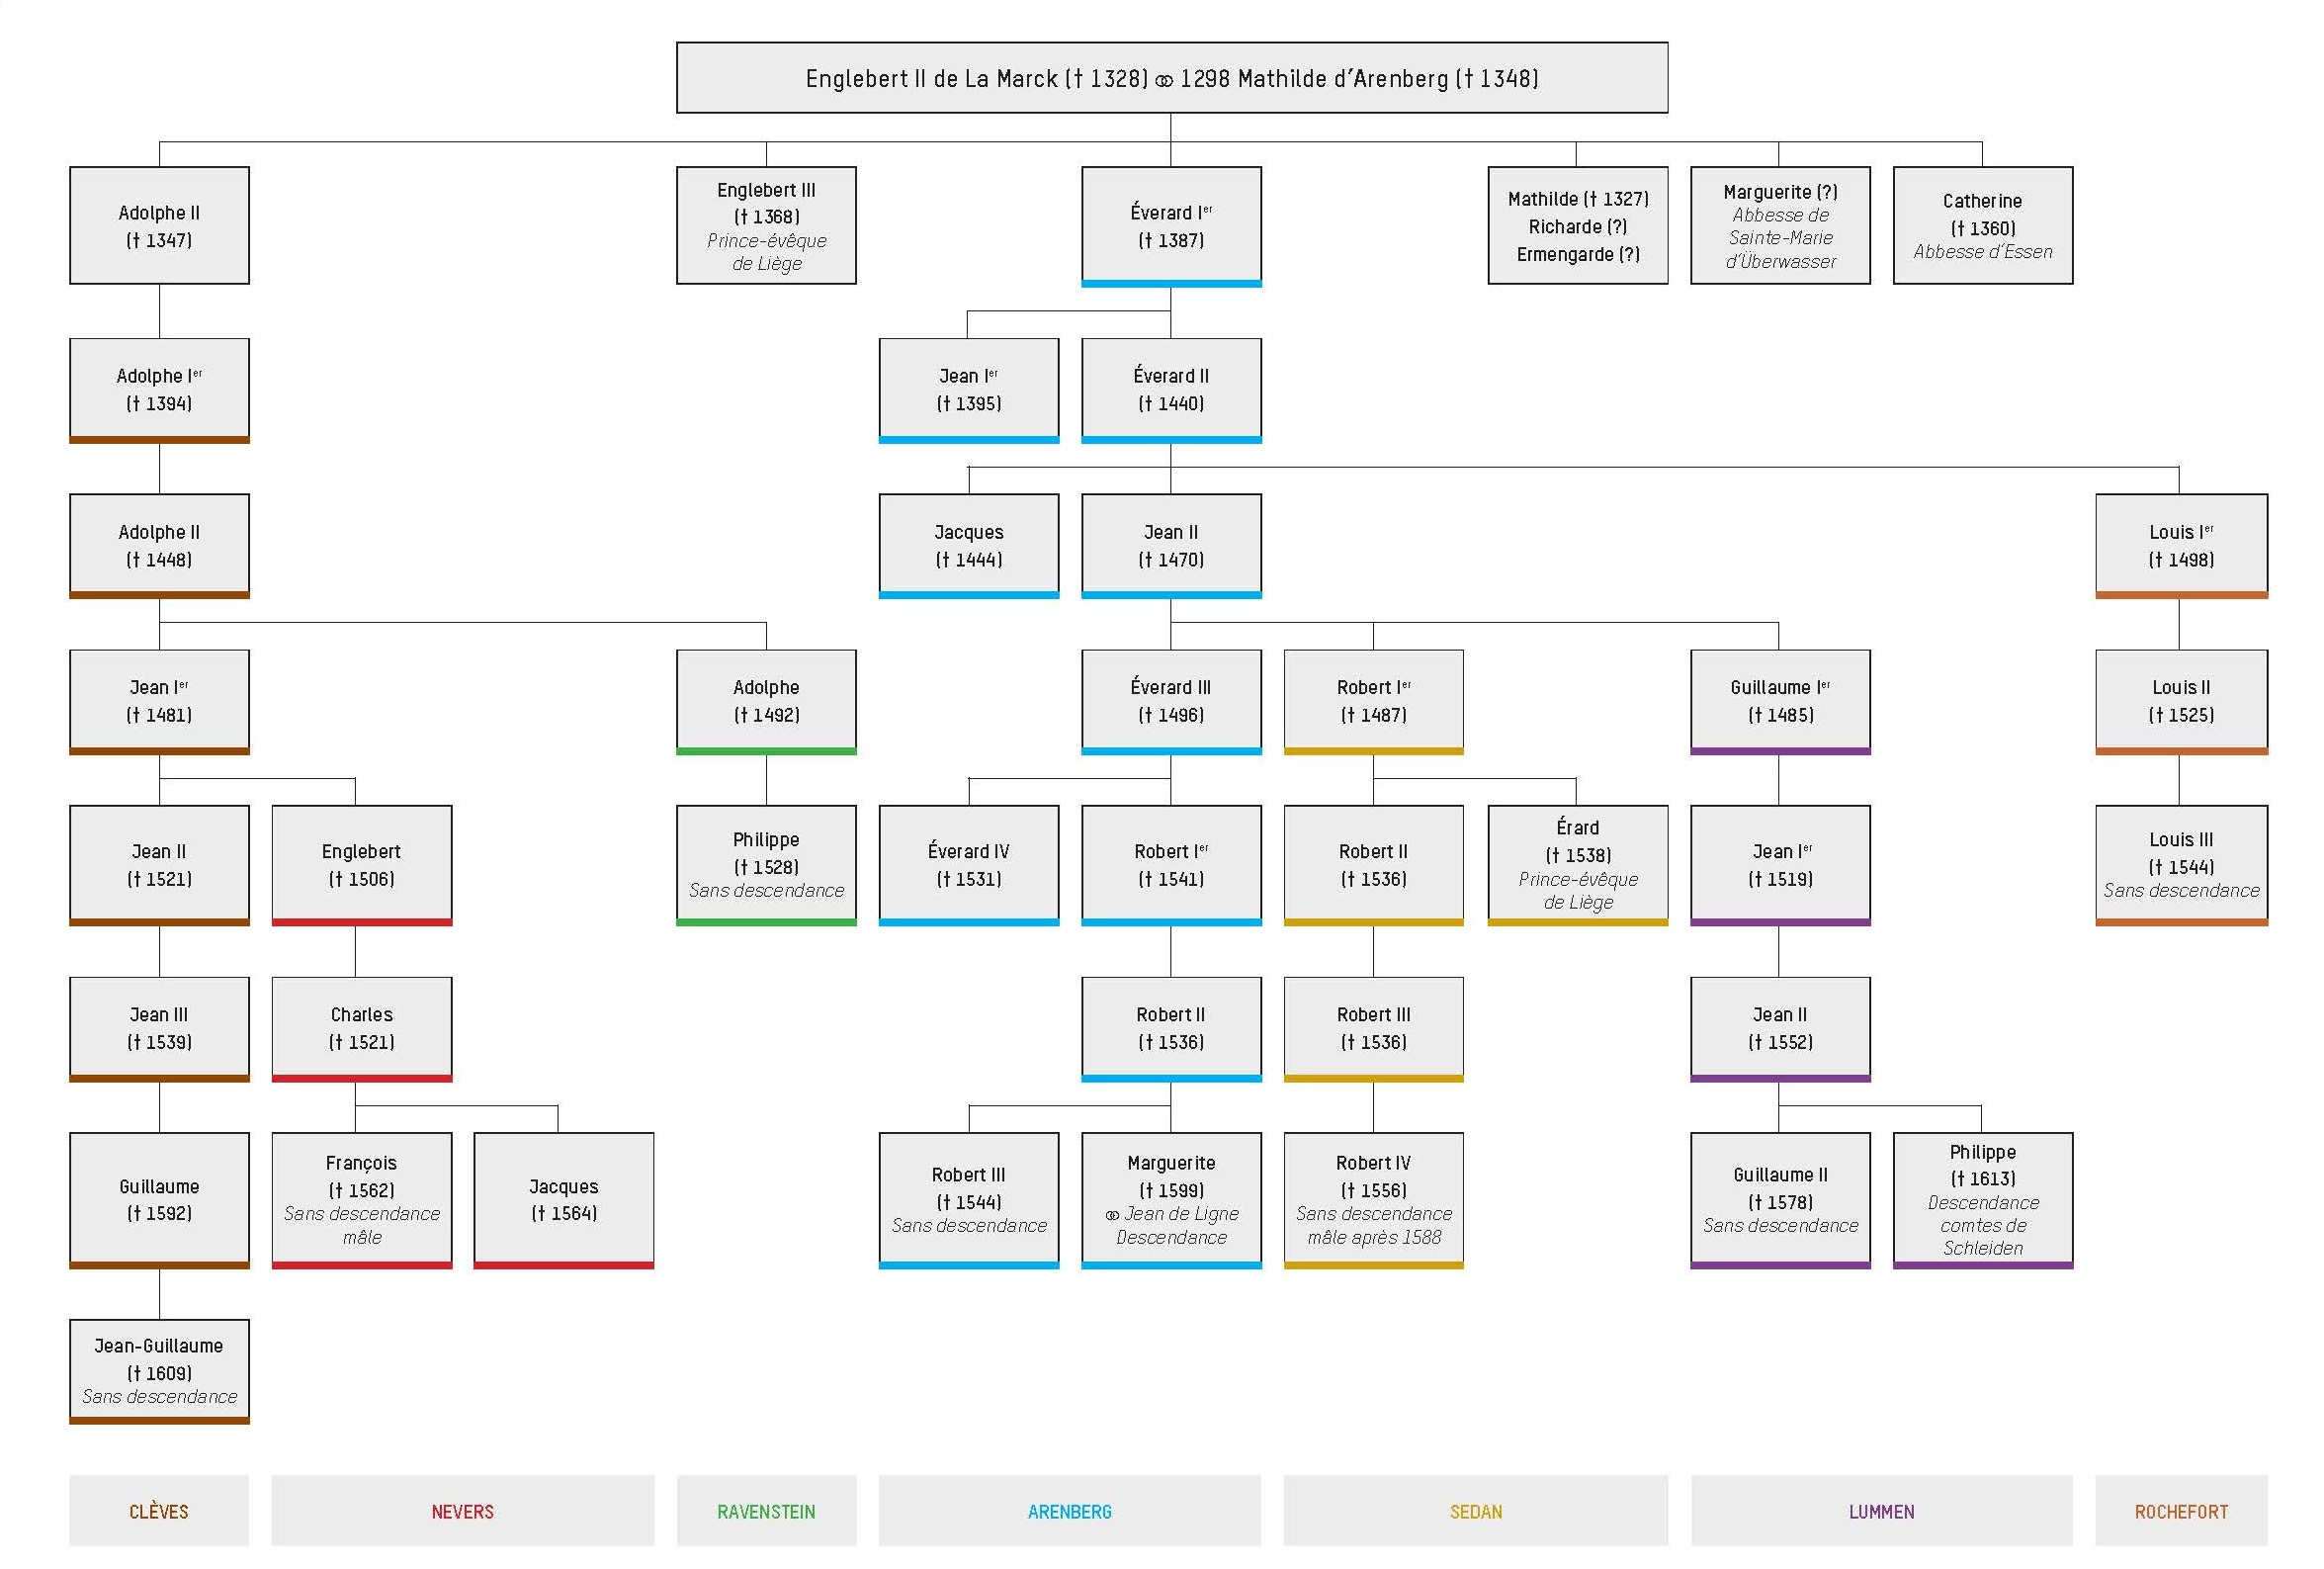 Englebert II de La Marck († 1328) ⚭ 1298 Mathilde d'Arenberg († 1348)
Adolphe II
(† 1347)
Englebert III
(† 1368)
Prince-évêque
de Liège
Éverard Ier
(† 1387)
Mathilde († 1327)
Richarde (?)
Ermengarde (?)
Marguerite (?)
Abbesse de
Sainte-Marie
d'Überwasser
Catherine
(† 1360)
Abbesse d'Essen
Adolphe Ier
(† 1394)
Jean Ier
(† 1395)
Éverard II
(† 1440)
Adolphe II
(† 1448)
Jacques
(† 1444)
Jean II
(† 1470)
Louis Ier
(† 1498)
Jean Ier
(† 1481)
Adolphe
(† 1492)
Éverard III
(† 1496)
Robert Ier
(† 1487)
Guillaume Ier
(† 1485)
Louis II
(† 1525)
Jean II
(† 1521)
Englebert
(† 1506)
Philippe
(† 1528)
Sans descendance
Éverard IV
(† 1531)
Robert Ier
(† 1541)
Robert II
(† 1536)
Érard
(† 1538)
Prince-évêque
de Liège
Jean Ier
(† 1519)
Louis III
(† 1544)
Sans descendance
Jean III
(† 1539)
Charles
(† 1521)
Robert II
(† 1536)
Robert III
(† 1536)
Jean II
(† 1552)
Guillaume
(† 1592)
François
(† 1562)
Sans descendance
mâle
Jacques
(† 1564)
Robert III
(† 1544)
Sans descendance
Marguerite
(† 1599)
⚭ Jean de Ligne
Descendance
Robert IV
(† 1556)
Sans descendance
mâle après 1588
Guillaume II
(† 1578)
Sans descendance
Philippe
(† 1613)
Descendance
comtes de
Schleiden
Jean-Guillaume
(† 1609)
Sans descendance
CLÈVES
NEVERS
RAVENSTEIN
ARENBERG
SEDAN
LUMMEN
ROCHEFORT